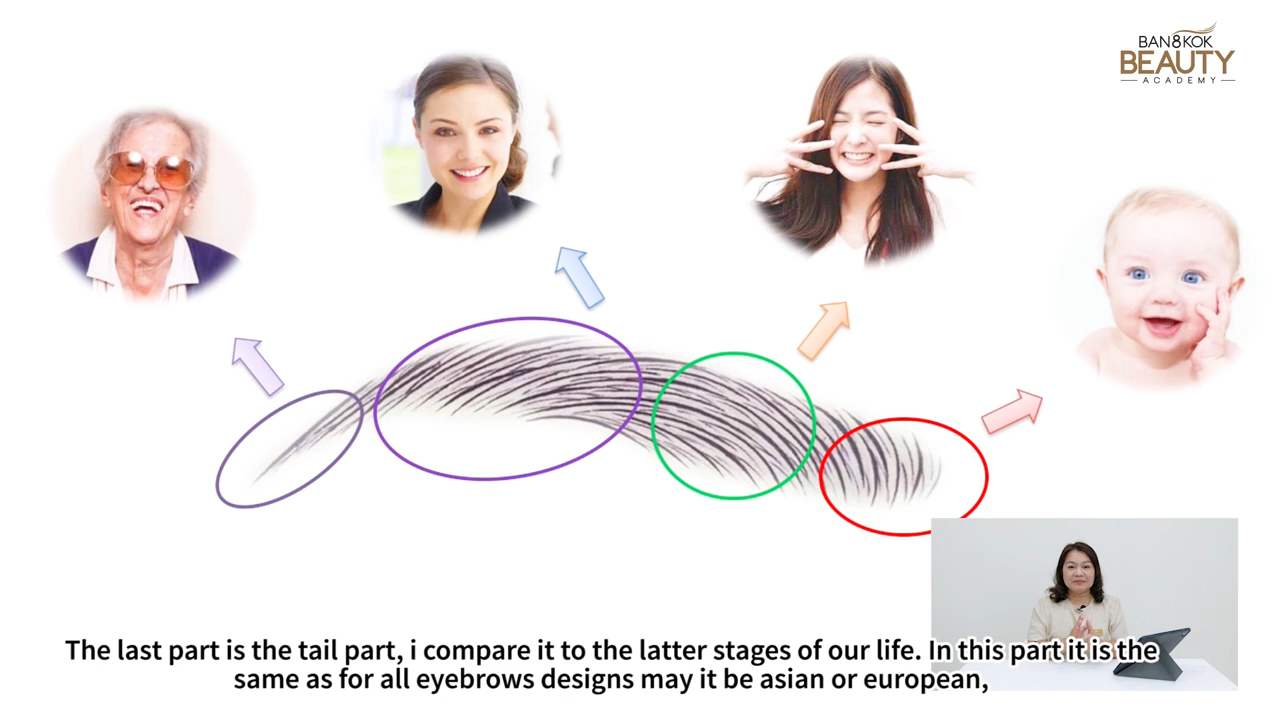 BAN8KOK
BEAUTY
ACADEMY
The last part is the tail part, i compare it to the latter stages of our life. In this part it is the
same as for all eyebrows designs may it be asian or european,